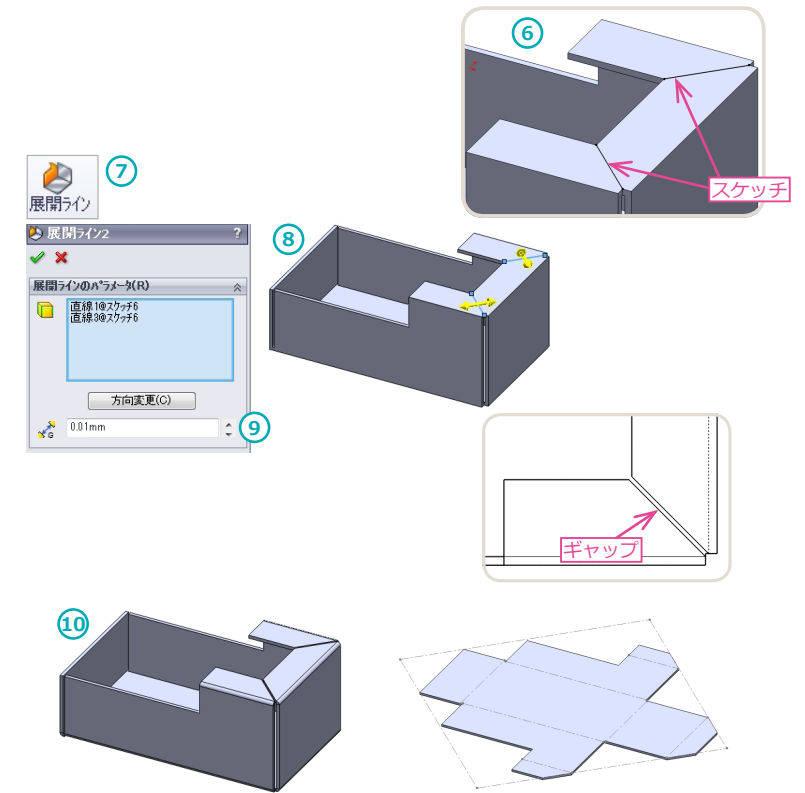 ⑥
スケッチ
⑦
展開ライン
展開ライン2
?
展開ラインのパラメータ(R)
直線1@スケッチ6
直線3@スケッチ6
方向変更(C)
G
0.01mm
⑨
⑧
ギャップ
⑩